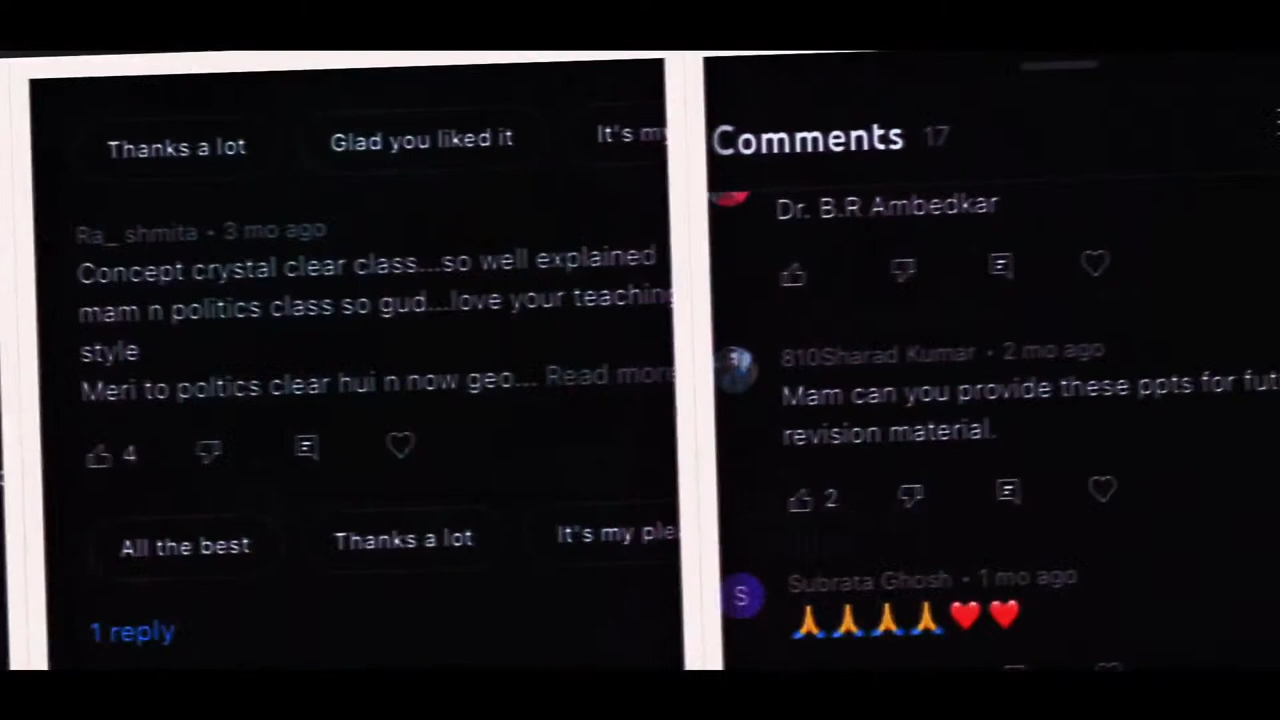 Thanks a lot
Glad you liked it
It's my
Ra_ shmita • 3 mo ago
Concept crystal clear class...so well explained
mam n politics class so gud...love your teaching
style
Meri to poltics clear hui n now geo... Read more
4
All the best
Thanks a lot
It's my ple
1 reply
Comments 17
Dr. B.R Ambedkar
810Sharad Kumar • 2 mo ago
Mam can you provide these ppts for fut
revision material.
2
S
Subrata Ghosh • 1 mo ago
🙏🙏🙏🙏❤️❤️